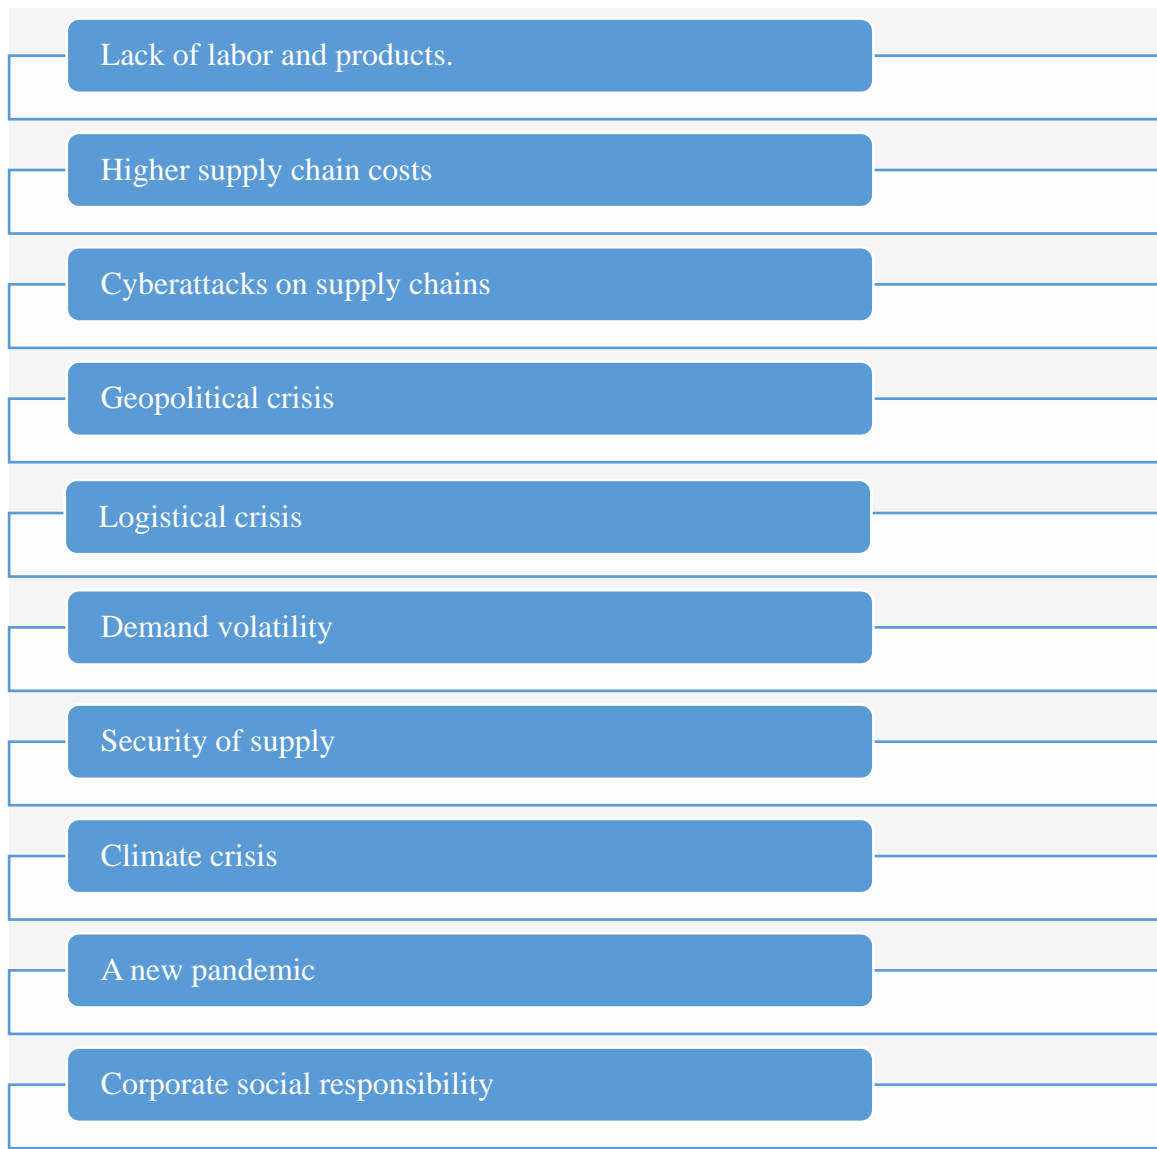 Lack of labor and products.
Higher supply chain costs
Cyberattacks on supply chains
Geopolitical crisis
Logistical crisis
Demand volatility
Security of supply
Climate crisis
A new pandemic
Corporate social responsibility